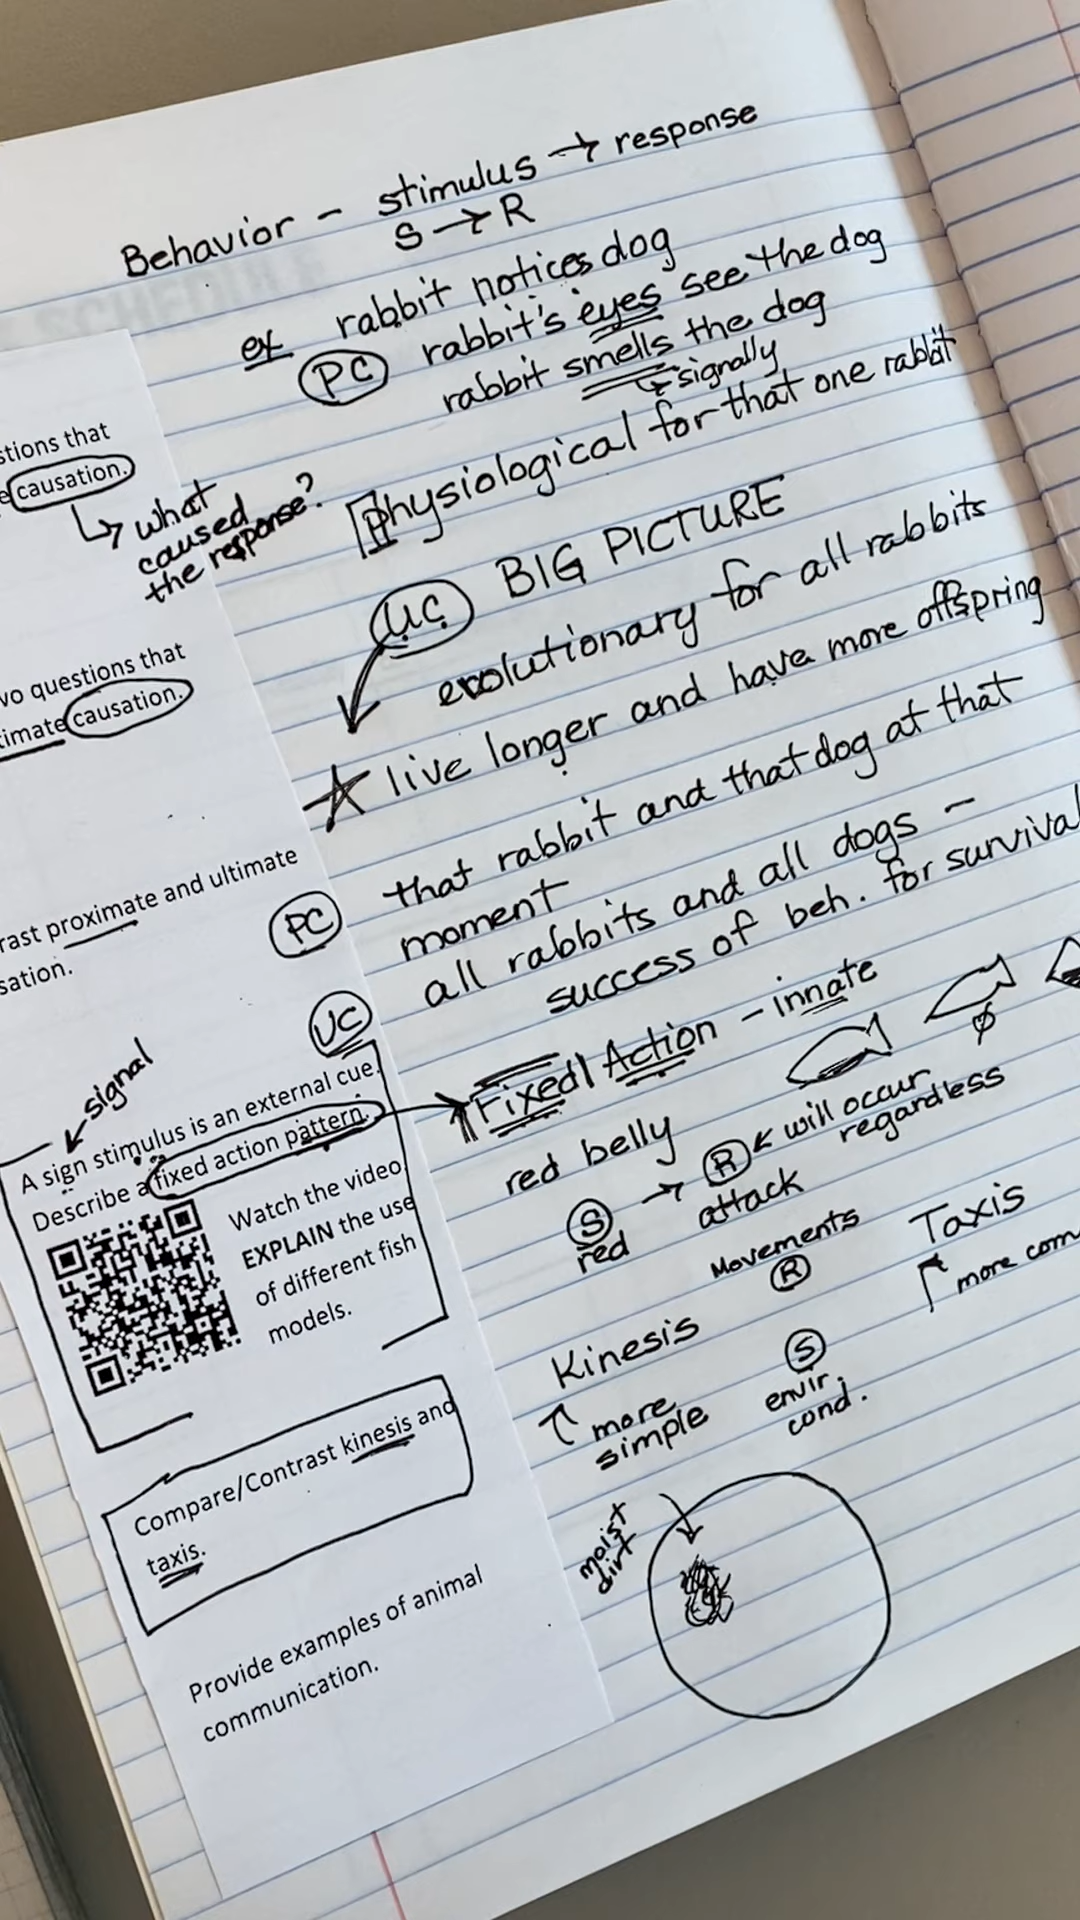 Behavior - stimulus → response
S → R
ex rabbit notices dog
PC rabbit's eyes see the dog
rabbit smells the dog
↳ signally
Physiological for that one rabbit
UC BIG PICTURE
evolutionary for all rabbits
☆ live longer and have more offspring
PC that rabbit and that dog at that
moment
UC all rabbits and all dogs -
success of beh. for survival
Fixed Action - innate
red belly
S → R ← will occur
regardless
red attack
Movements
R
Kinesis
↑ more
simple
S
envir.
cond.
Taxis
↑ more com
moist
dirt
stions that
causation.
↳ what
caused
the response?
wo questions that
timate causation.
rast proximate and ultimate
sation.
signal
A sign stimulus is an external cue.
Describe a fixed action pattern.
Watch the video.
EXPLAIN the use
of different fish
models.
Compare/Contrast kinesis and
taxis.
Provide examples of animal
communication.